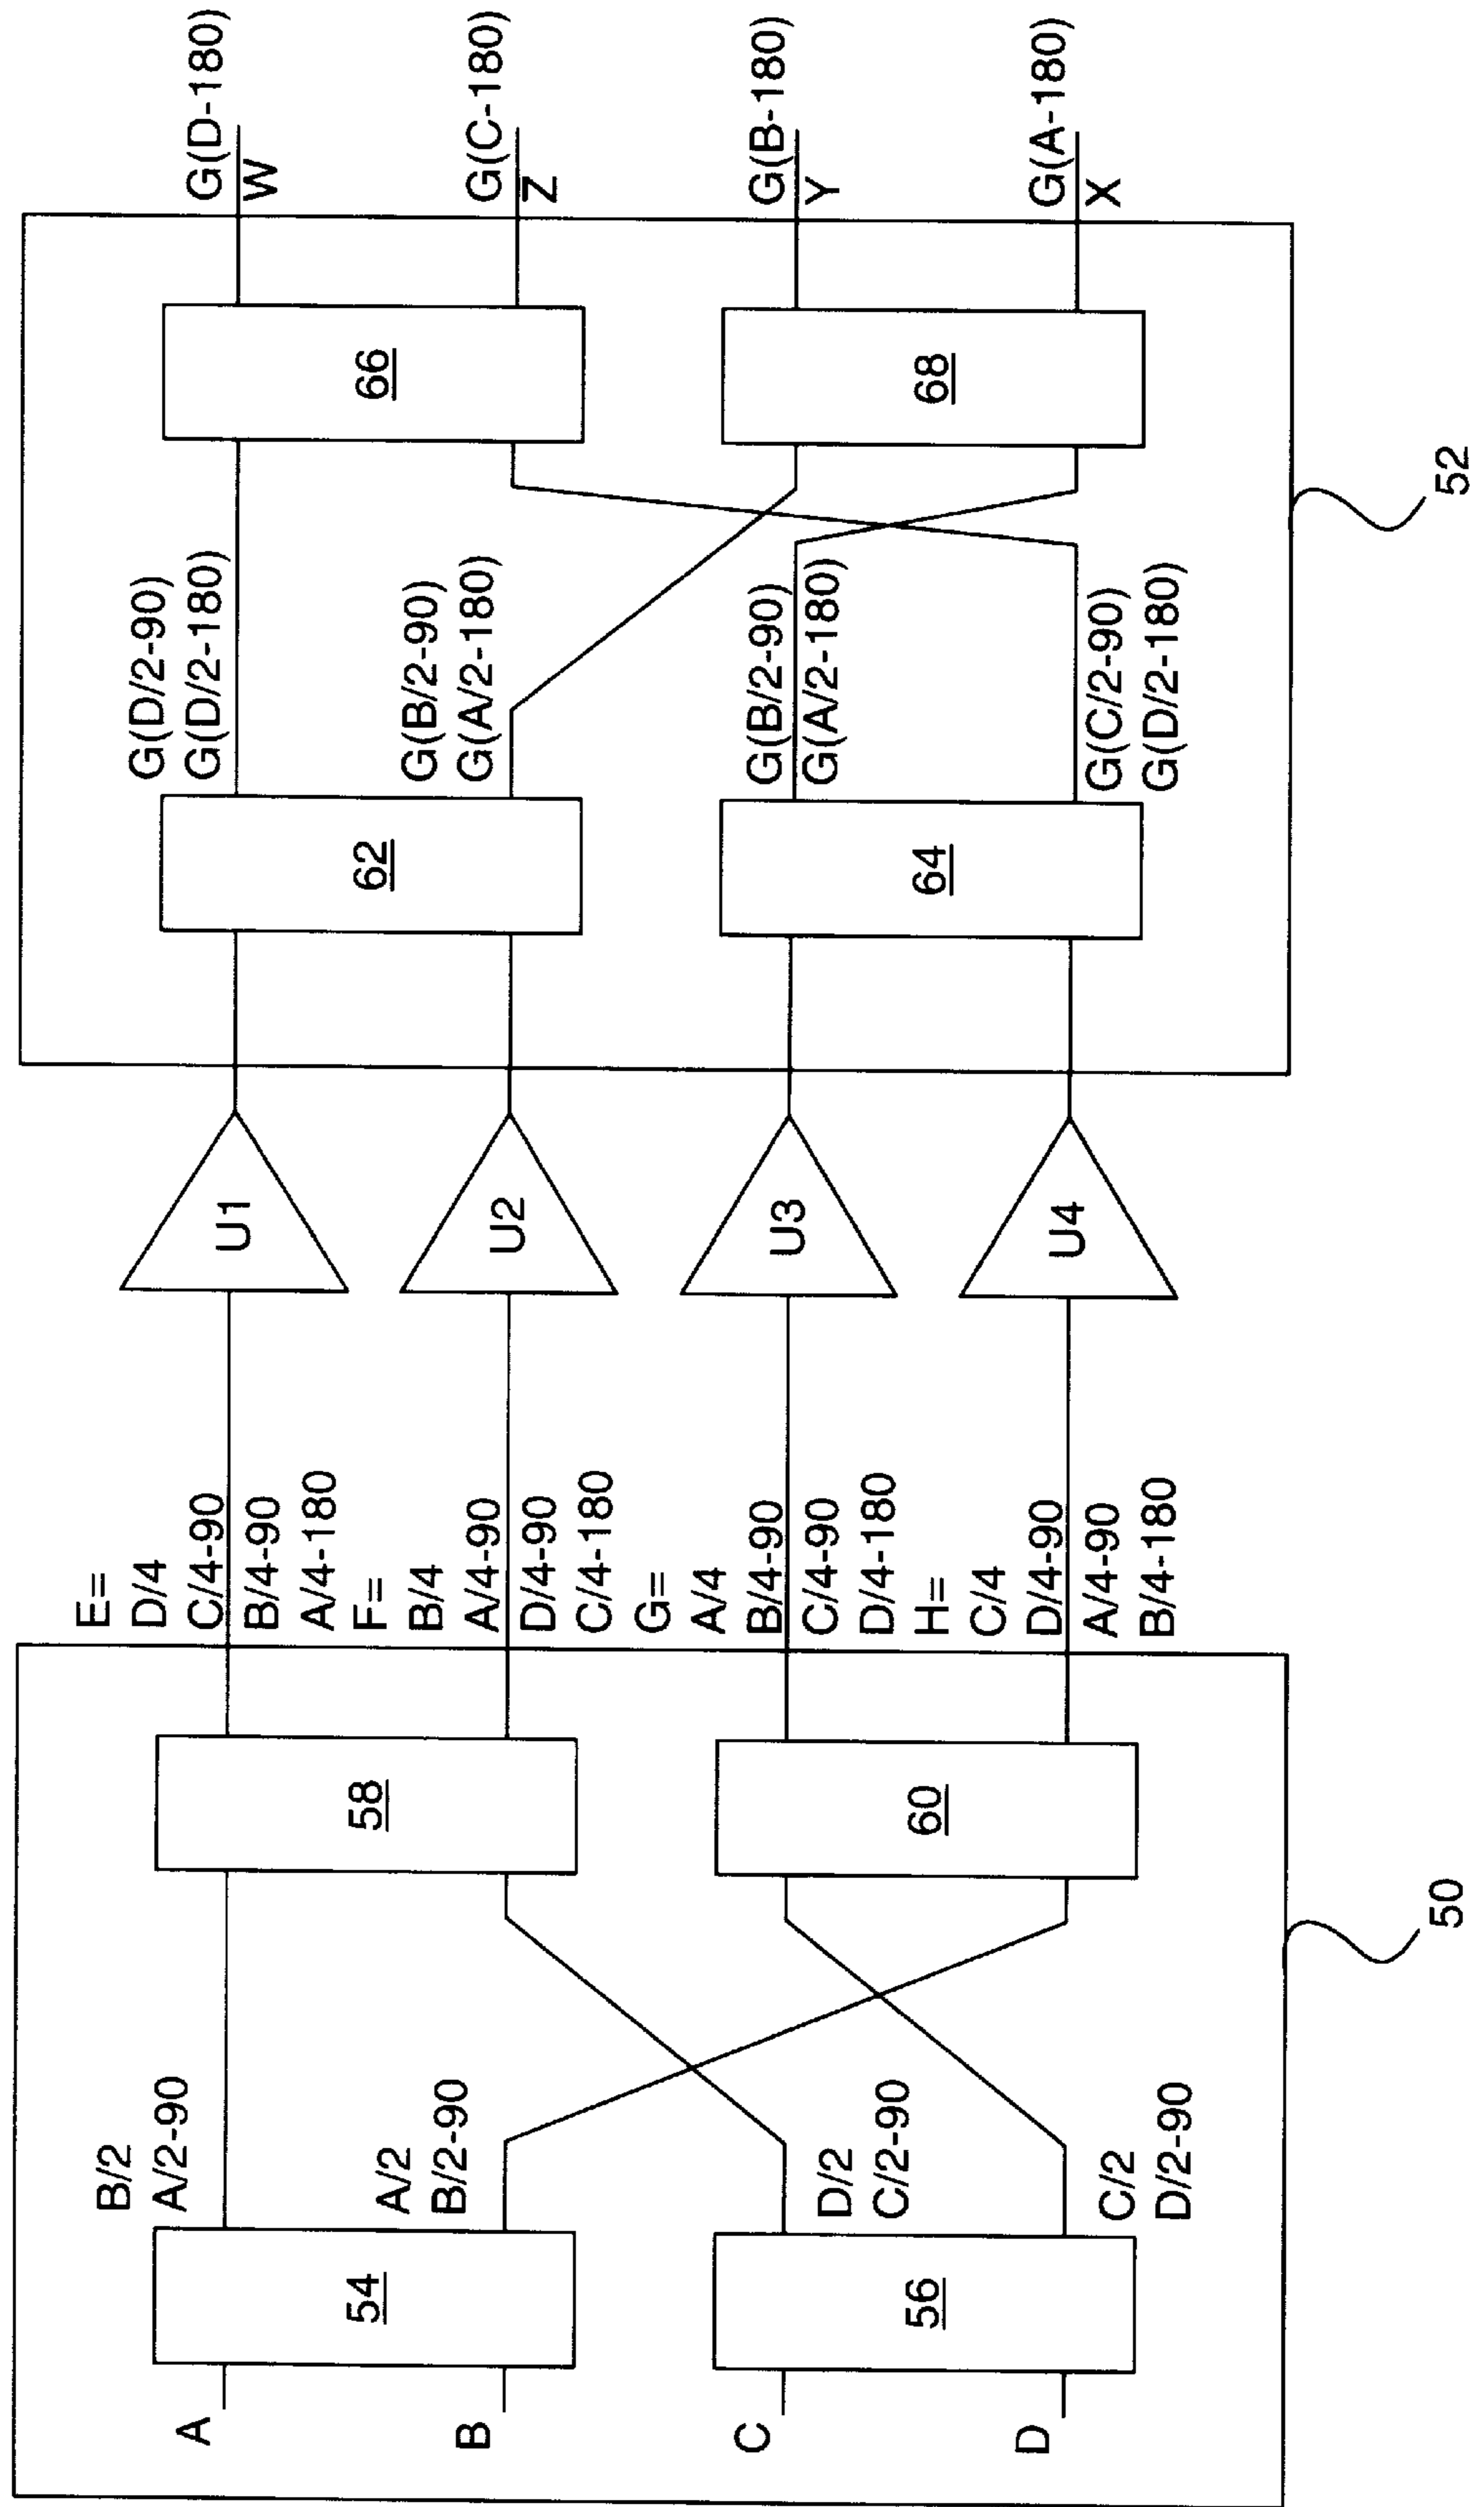 A
B
C
D
54
56
B/2
A/2-90
A/2
B/2-90
D/2
C/2-90
C/2
D/2-90
58
60
50
E=
D/4
C/4-90
B/4-90
A/4-180
F=
B/4
A/4-90
D/4-90
C/4-180
G=
A/4
B/4-90
C/4-90
D/4-180
H=
C/4
D/4-90
A/4-90
B/4-180
U1
U2
U3
U4
62
64
G(D/2-90)
G(D/2-180)
G(B/2-90)
G(A/2-180)
G(B/2-90)
G(A/2-180)
G(C/2-90)
G(D/2-180)
66
68
52
G(D-180)
W
G(C-180)
Z
G(B-180)
Y
G(A-180)
X